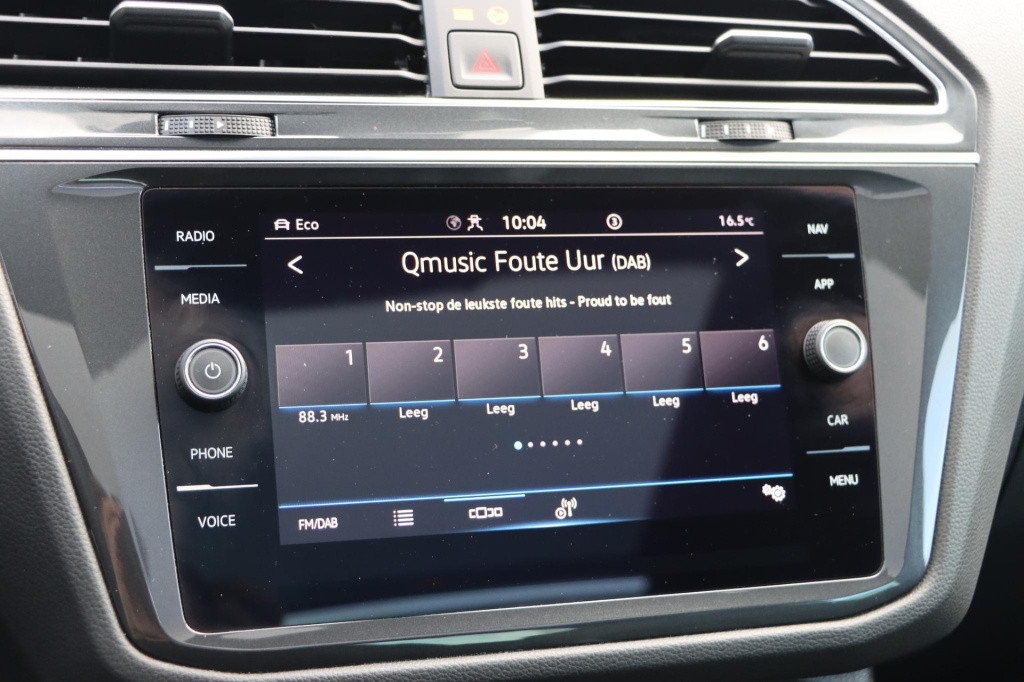 Eco 10:04 3 16.5°C
RADIO
NAV
< Qmusic Foute Uur (DAB) >
APP
MEDIA
Non-stop de leukste foute hits - Proud to be fout
1 2 3 4 5 6
88.3 MHz Leeg Leeg Leeg Leeg Leeg
CAR
PHONE
MENU
FM/DAB
VOICE